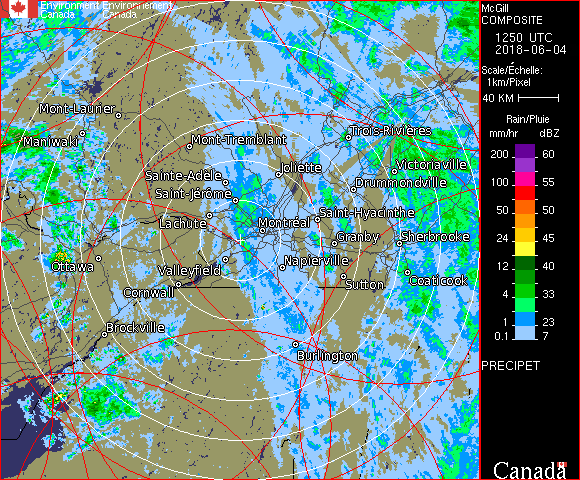 Environment Environnement
Canada Canada
McGill
COMPOSITE
1250 UTC
2018-06-04
Scale/Échelle:
1km/Pixel
40 KM
Rain/Pluie
mm/hr dBZ
200 60
100 55
50 50
24 45
12 40
4 33
1 23
0.1 7
PRECIPET
Canada
Mont-Laurier
Maniwaki
Mont-Tremblant
Trois-Rivières
Joliette
Victoriaville
Sainte-Adèle
Drummondville
Saint-Jérôme
Saint-Hyacinthe
Lachute
Montréal
Granby
Sherbrooke
Ottawa
Valleyfield
Napierville
Cornwall
Sutton
Coaticook
Brockville
Burlington